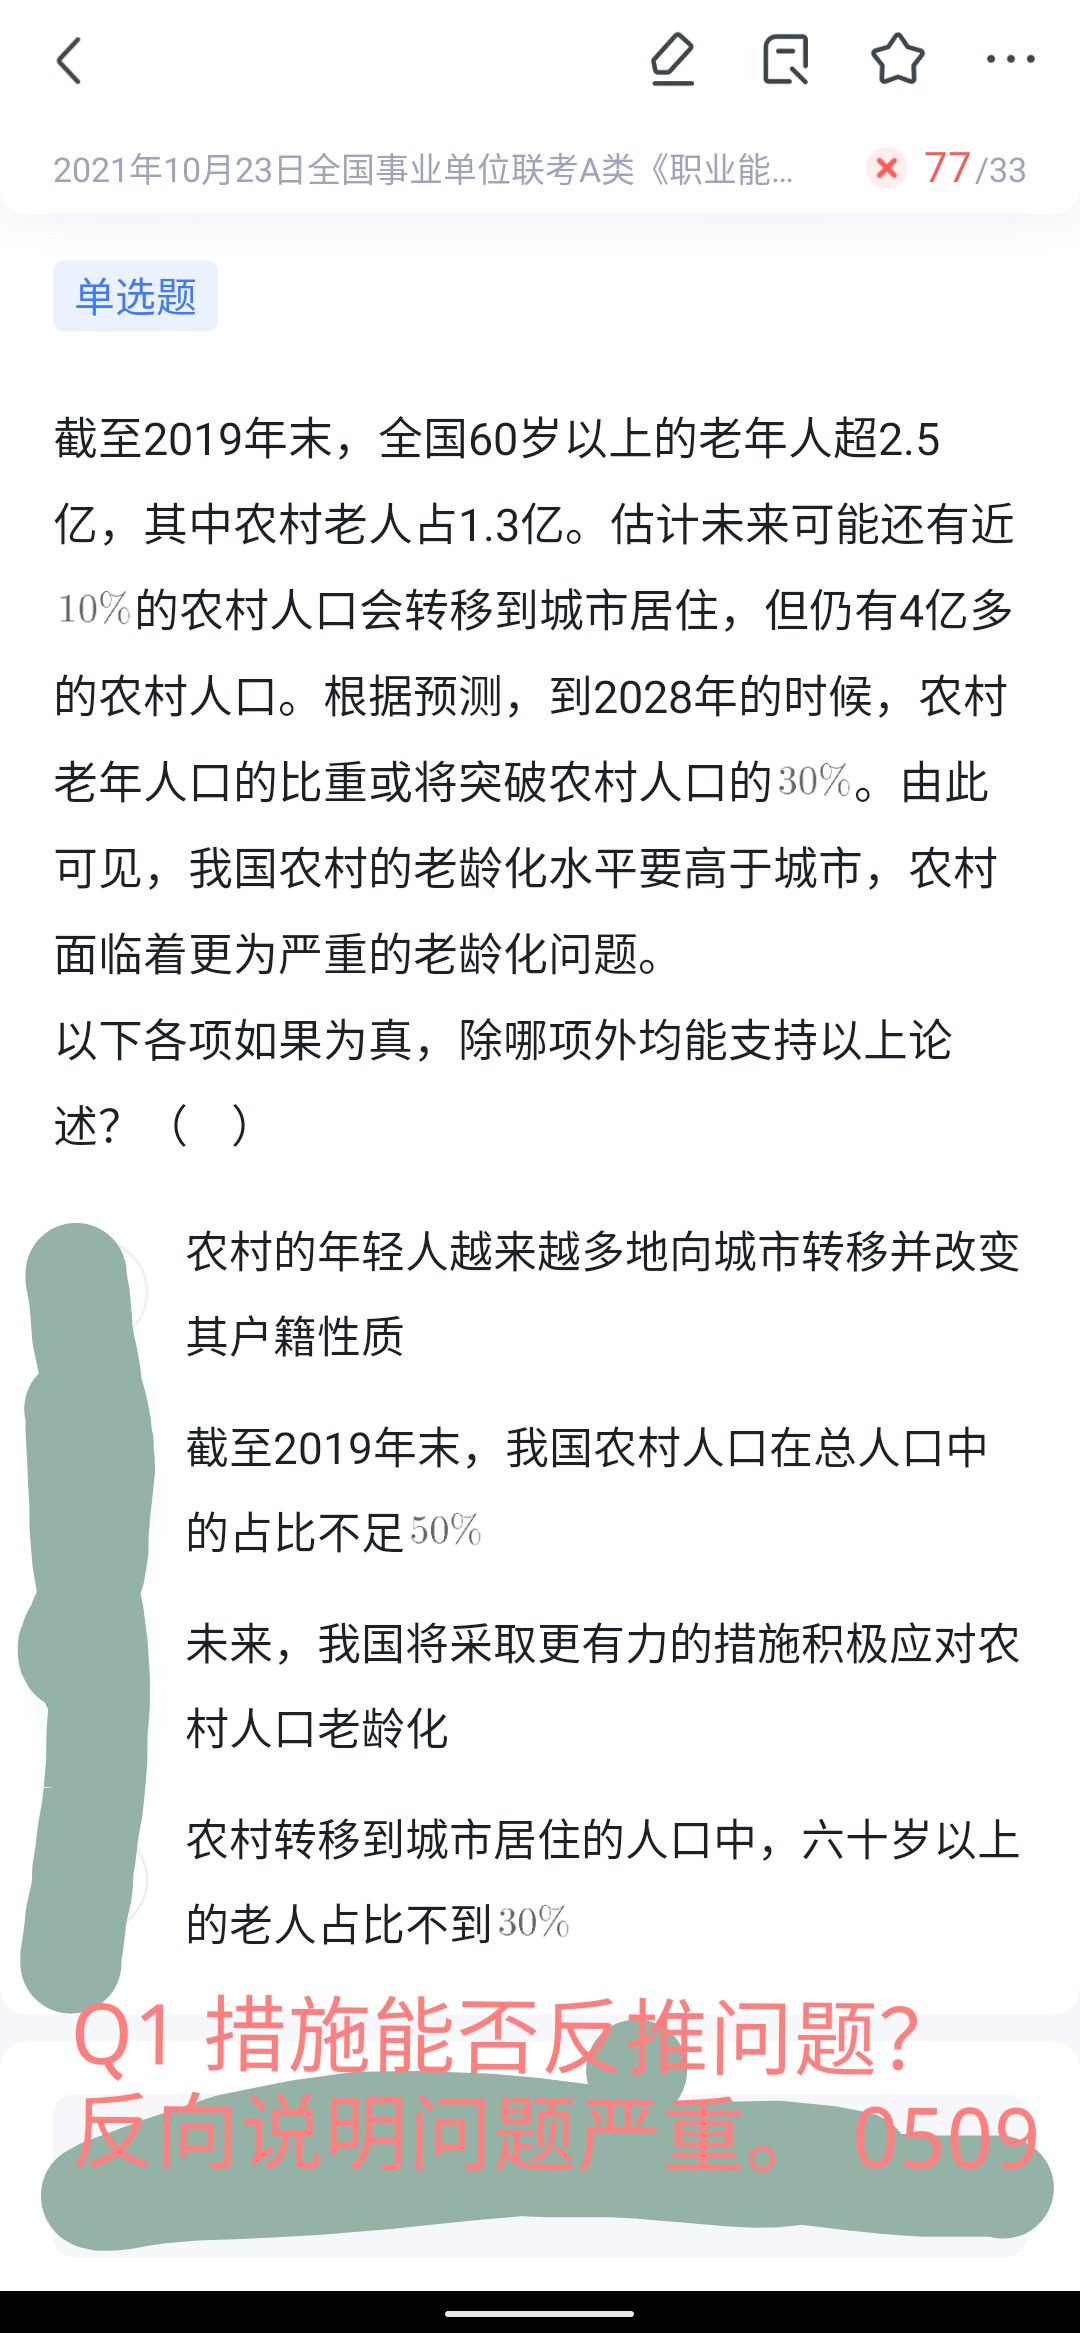 2021年10月23日全国事业单位联考A类《职业能... 77/33
单选题
截至2019年末，全国60岁以上的老年人超2.5
亿，其中农村老人占1.3亿。估计未来可能还有近
10%的农村人口会转移到城市居住，但仍有4亿多
的农村人口。根据预测，到2028年的时候，农村
老年人口的比重或将突破农村人口的30%。由此
可见，我国农村的老龄化水平要高于城市，农村
面临着更为严重的老龄化问题。
以下各项如果为真，除哪项外均能支持以上论
述？（ ）
农村的年轻人越来越多地向城市转移并改变
其户籍性质
截至2019年末，我国农村人口在总人口中
的占比不足50%
未来，我国将采取更有力的措施积极应对农
村人口老龄化
农村转移到城市居住的人口中，六十岁以上
的老人占比不到30%
Q1 措施能否反推问题？
反向说明问题严重。 0509